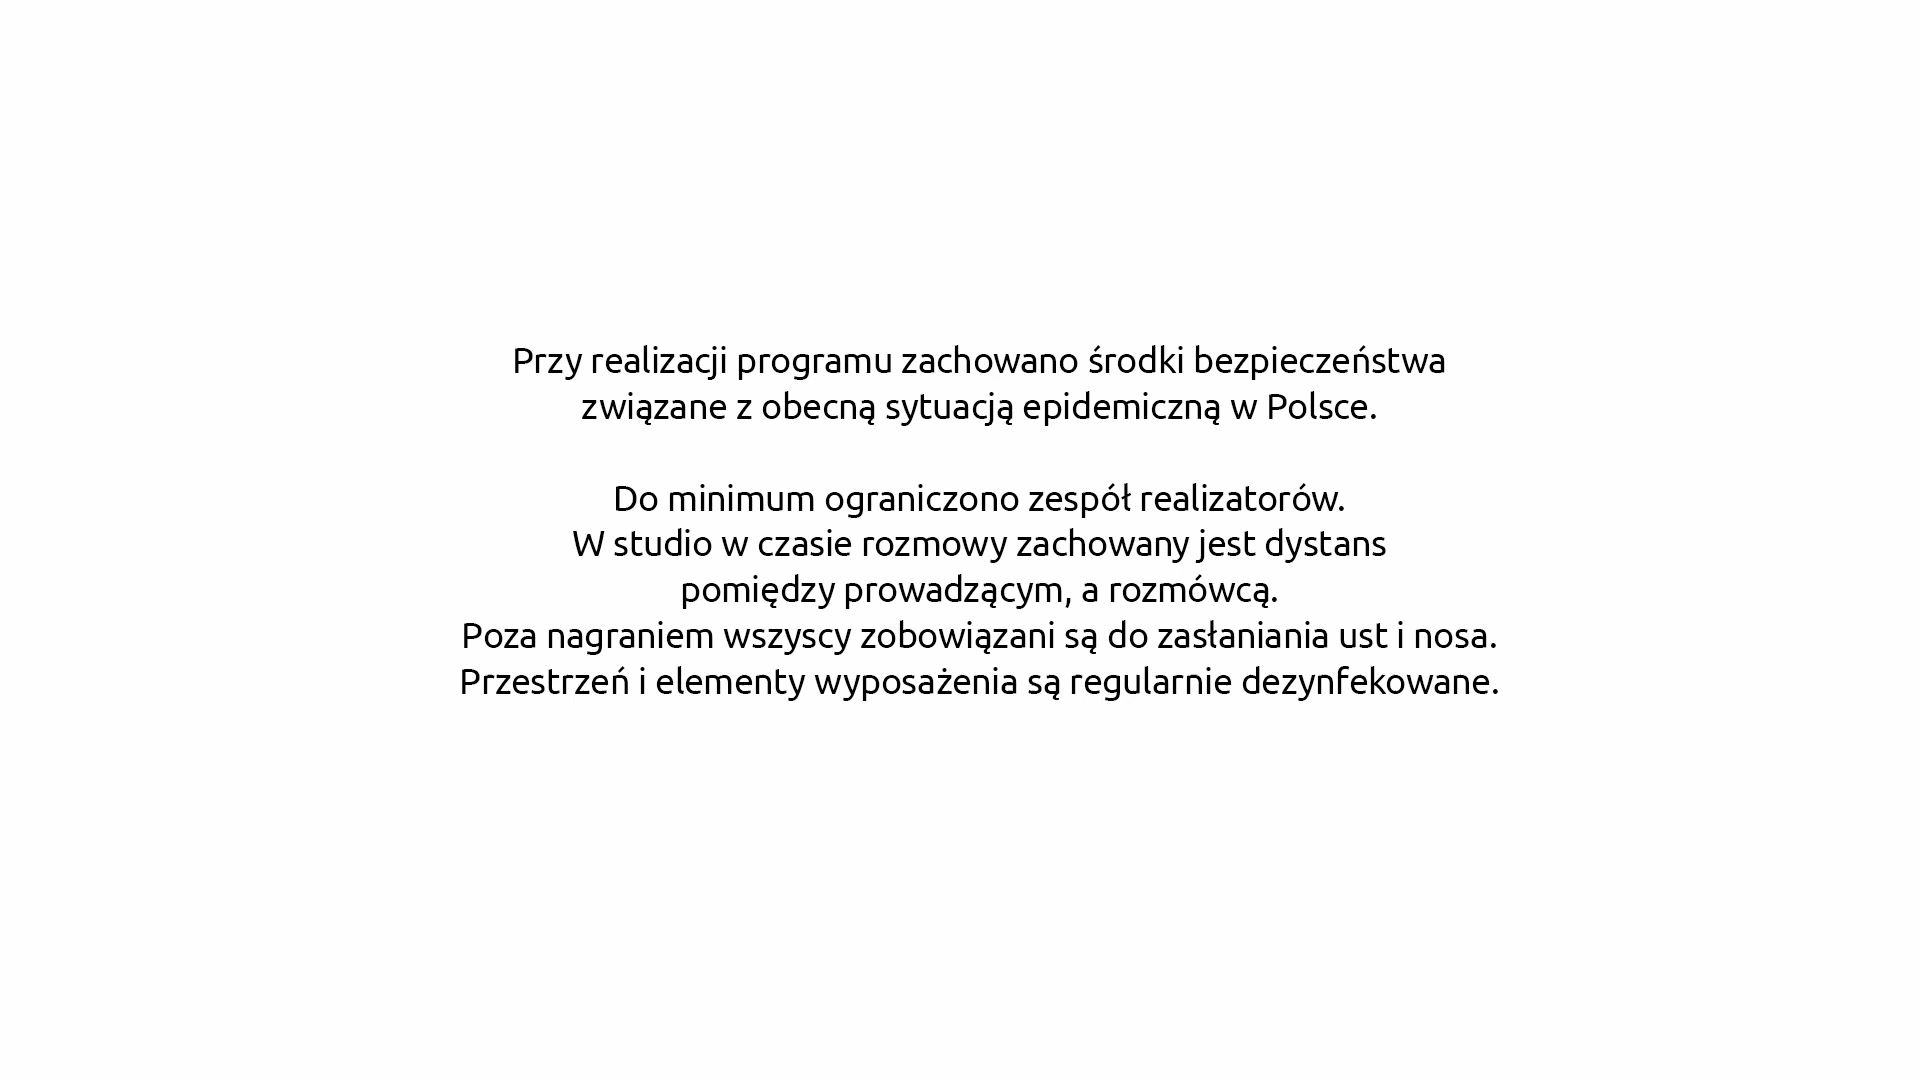 Przy realizacji programu zachowano środki bezpieczeństwa
związane z obecną sytuacją epidemiczną w Polsce.
Do minimum ograniczono zespół realizatorów.
W studio w czasie rozmowy zachowany jest dystans
pomiędzy prowadzącym, a rozmówcą.
Poza nagraniem wszyscy zobowiązani są do zasłaniania ust i nosa.
Przestrzeń i elementy wyposażenia są regularnie dezynfekowane.